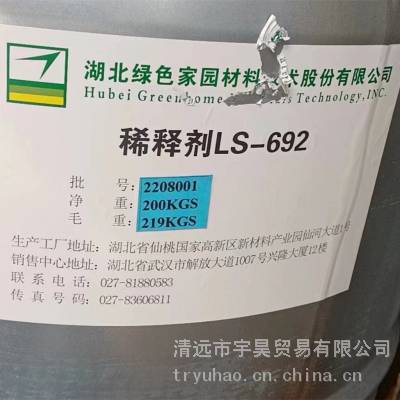 湖北绿色家园材料 术股份有限公司
Hubei Greenhome s Technology,INC.
稀释剂LS-692
批 号:2208001
净 重:200KGS
毛 重:219KGS
生产工厂地址:湖北省仙桃国家高新区新材料产业园仙河大道1号
销售中心地址:湖北省武汉市解放大道1007号兴隆大厦12楼
联 系 电 话:027-81880583
传 真 号 码:027-83606811
清远市宇昊贸易有限公司
tryuhao.cn.china.cn